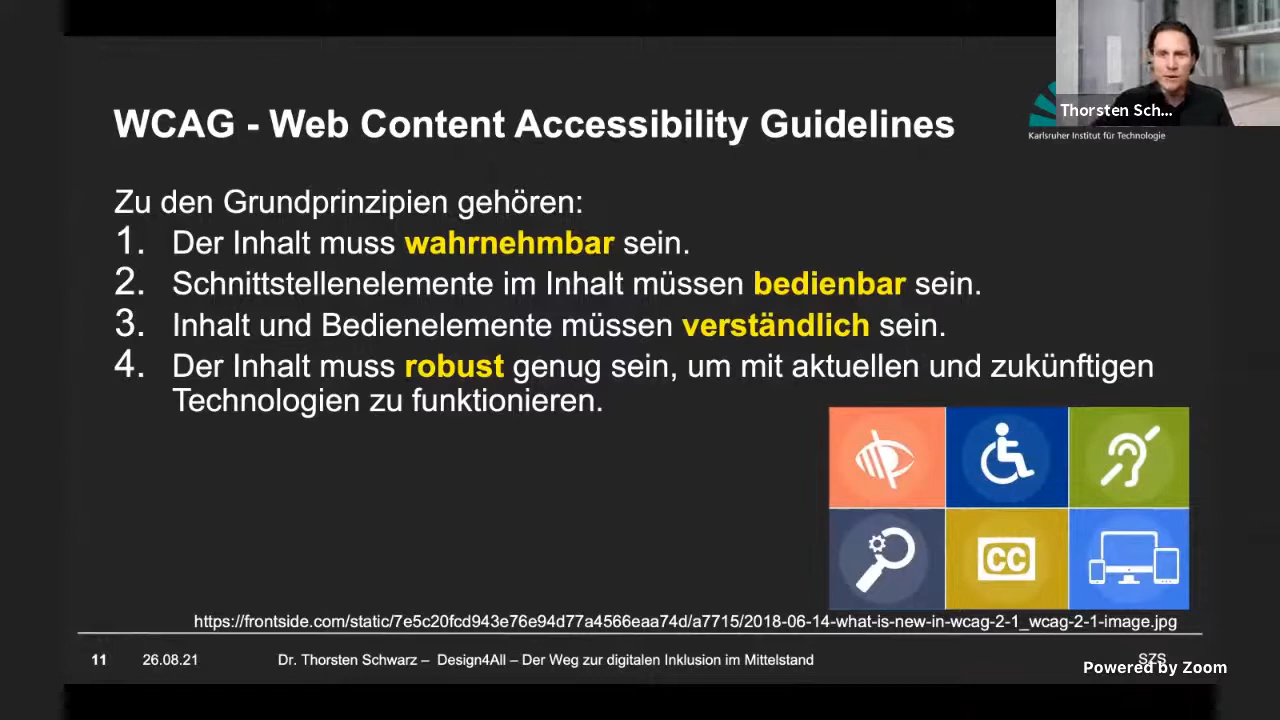 WCAG - Web Content Accessibility Guidelines
Thorsten Sch...
Karlsruher Institut für Technologie
Zu den Grundprinzipien gehören:
1. Der Inhalt muss wahrnehmbar sein.
2. Schnittstellenelemente im Inhalt müssen bedienbar sein.
3. Inhalt und Bedienelemente müssen verständlich sein.
4. Der Inhalt muss robust genug sein, um mit aktuellen und zukünftigen
Technologien zu funktionieren.
CC
https://frontside.com/static/7e5c20fcd943e76e94d77a4566eaa74d/a7715/2018-06-14-what-is-new-in-wcag-2-1_wcag-2-1-image.jpg
11 26.08.21 Dr. Thorsten Schwarz – Design4All – Der Weg zur digitalen Inklusion im Mittelstand SZS
Powered by Zoom